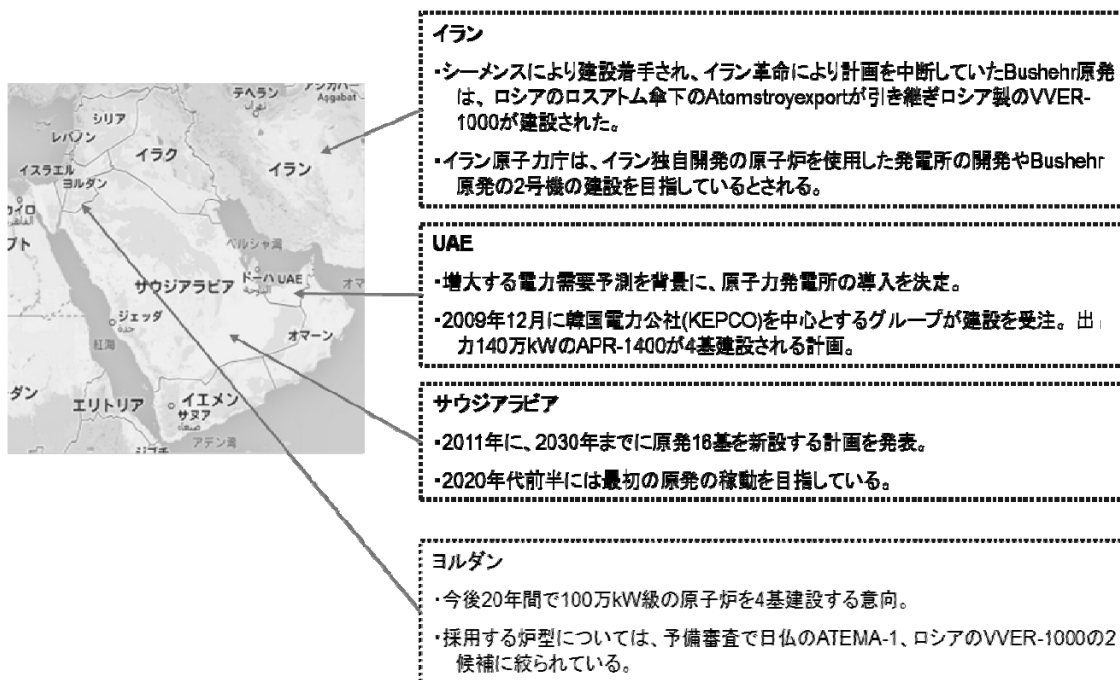 イラン
・シーメンスにより建設着手され、イラン革命により計画を中断していたBushehr原発
は、ロシアのロスアトム傘下のAtomstroyexportが引き継ぎロシア製のVVER-
1000が建設された。
・イラン原子力庁は、イラン独自開発の原子炉を使用した発電所の開発やBushehr
原発の2号機の建設を目指しているとされる。
UAE
・増大する電力需要予測を背景に、原子力発電所の導入を決定。
・2009年12月に韓国電力公社(KEPCO)を中心とするグループが建設を受注。出
力140万kWのAPR-1400が4基建設される計画。
サウジアラビア
・2011年に、2030年までに原発16基を新設する計画を発表。
・2020年代前半には最初の原発の稼動を目指している。
ヨルダン
・今後20年間で100万kW級の原子炉を4基建設する意向。
・採用する炉型については、予備審査で日仏のATEMA-1、ロシアのVVER-1000の2
候補に絞られている。
テヘラン
Aşgabat
シリア
レバノン
イラク
イスラエル
イラン
ヨルダン
カイロ
プト
ペルシャ湾
サウジアラビア
ドーハ UAE
オマ
ジェッダ
جدة
オマーン
紅海
ダン
エリトリア
イエメン
サヌア
صنعاء
アデン湾
ジブチ